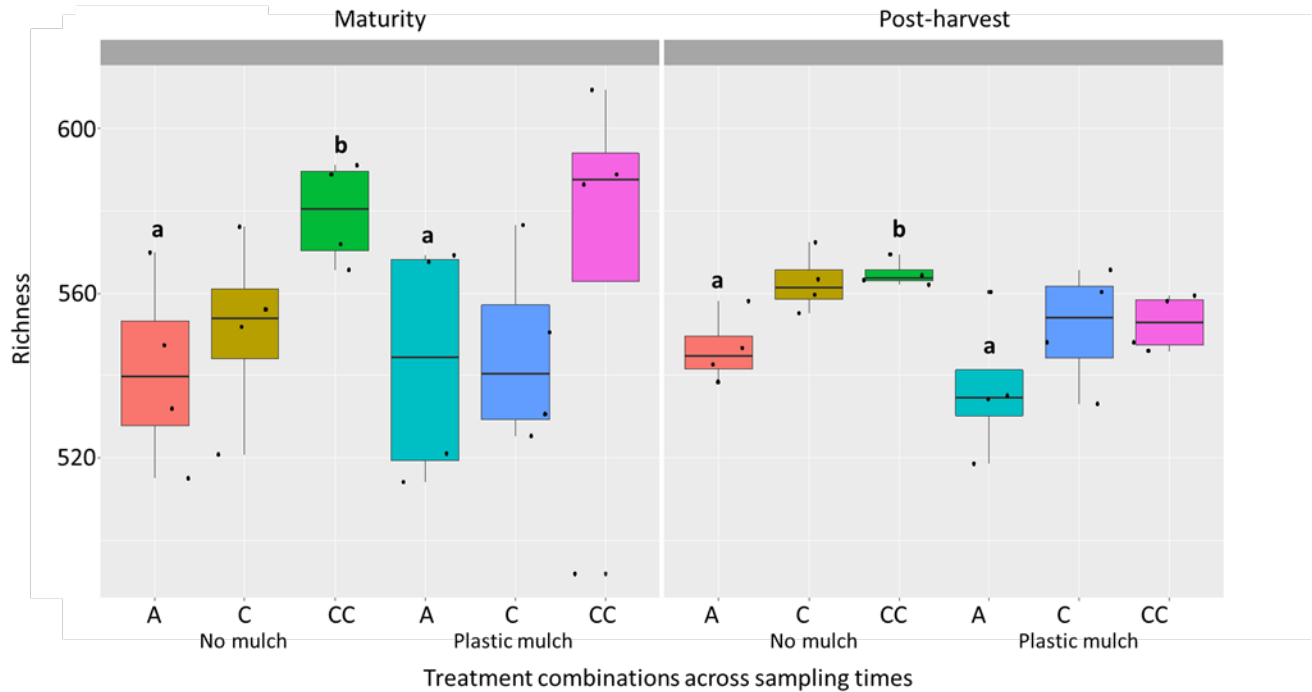 Maturity
Post-harvest
Richness
600
560
520
a
b
a
a
b
a
A C CC A C CC A C CC A C CC
No mulch Plastic mulch No mulch Plastic mulch
Treatment combinations across sampling times